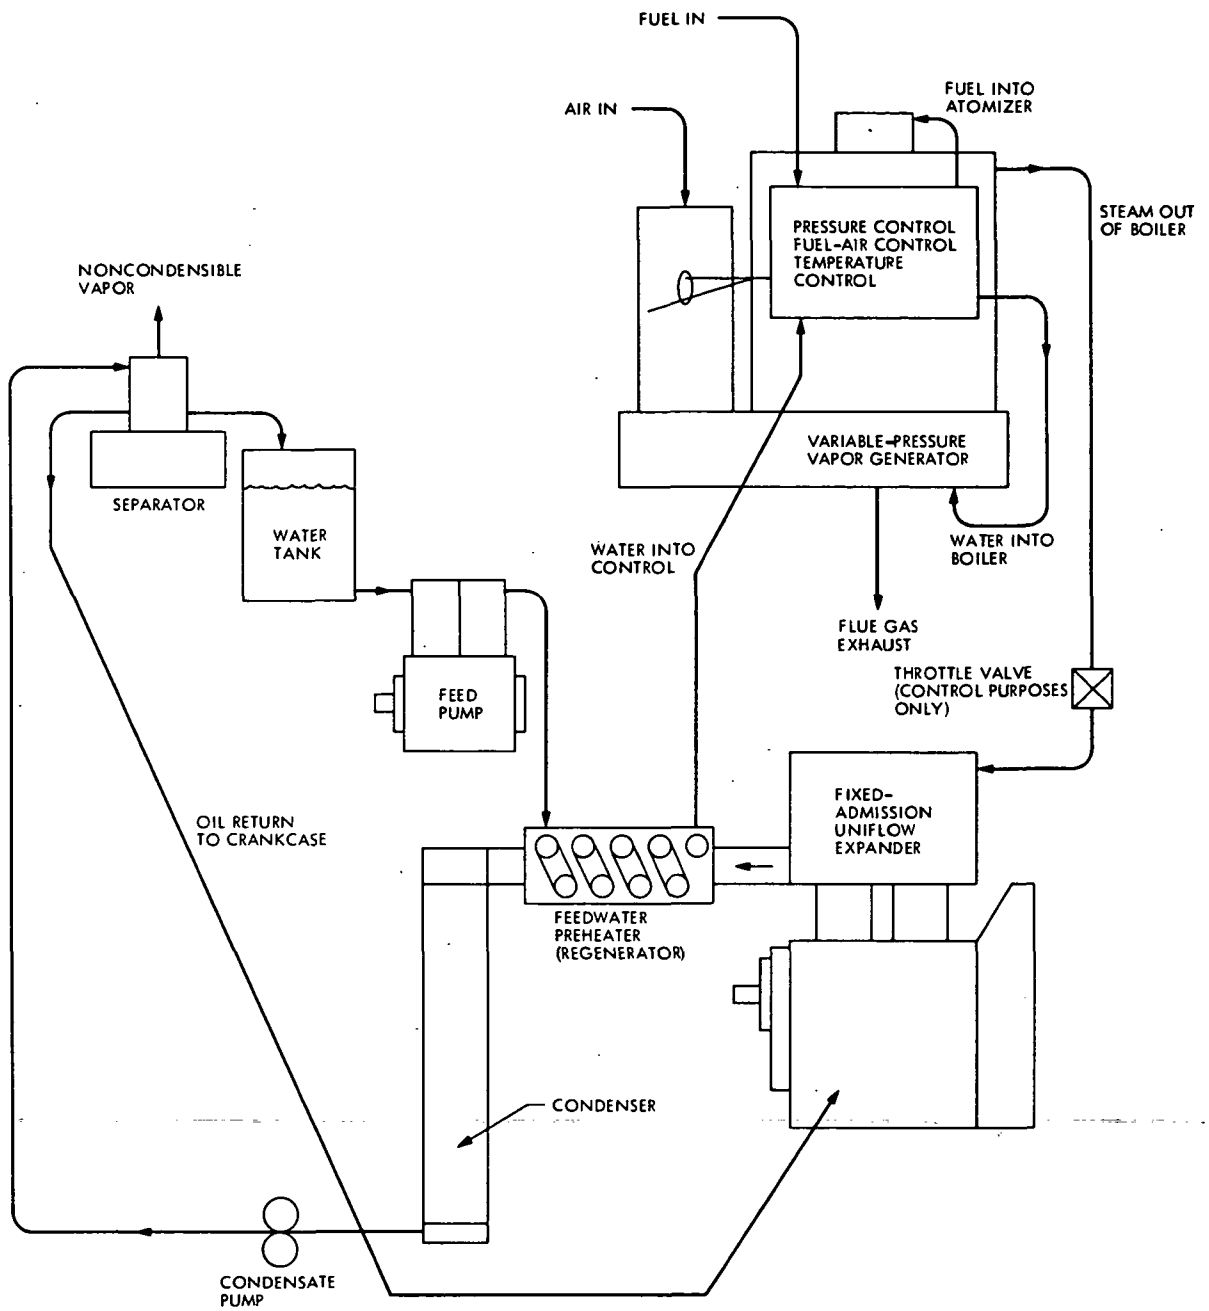 FUEL IN
FUEL INTO
ATOMIZER
AIR IN
PRESSURE CONTROL
FUEL-AIR CONTROL
TEMPERATURE
CONTROL
STEAM OUT
OF BOILER
NONCONDENSIBLE
VAPOR
VARIABLE-PRESSURE
VAPOR GENERATOR
SEPARATOR
WATER
TANK
WATER INTO
CONTROL
WATER INTO
BOILER
FLUE GAS
EXHAUST
THROTTLE VALVE
(CONTROL PURPOSES
ONLY)
FEED
PUMP
FIXED-
ADMISSION
UNIFLOW
EXPANDER
OIL RETURN
TO CRANKCASE
FEEDWATER
PREHEATER
(REGENERATOR)
CONDENSER
CONDENSATE
PUMP